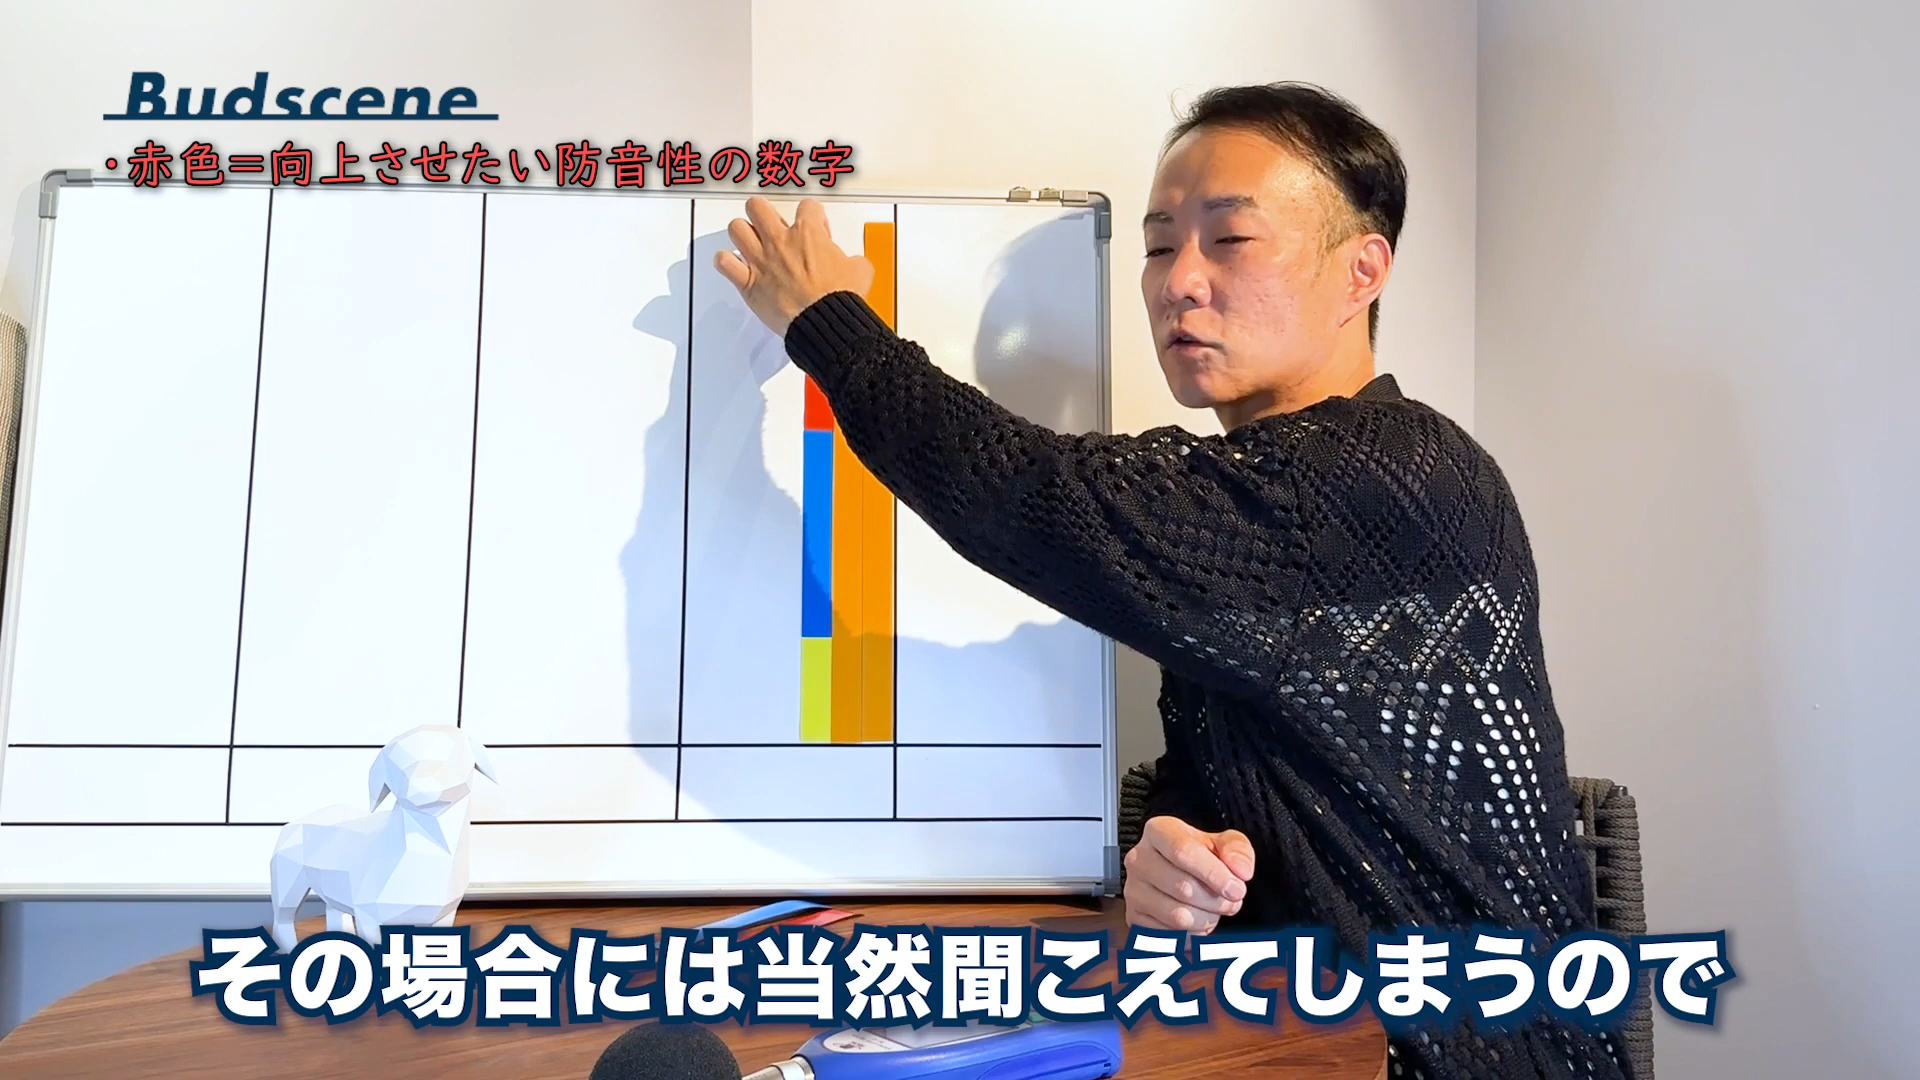 Budscene
・赤色＝向上させたい防音性の数字
その場合には当然聞こえてしまうので